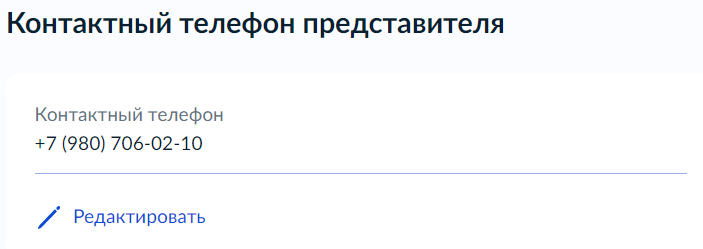 Контактный телефон представителя
Контактный телефон
+7 (980) 706-02-10
Редактировать